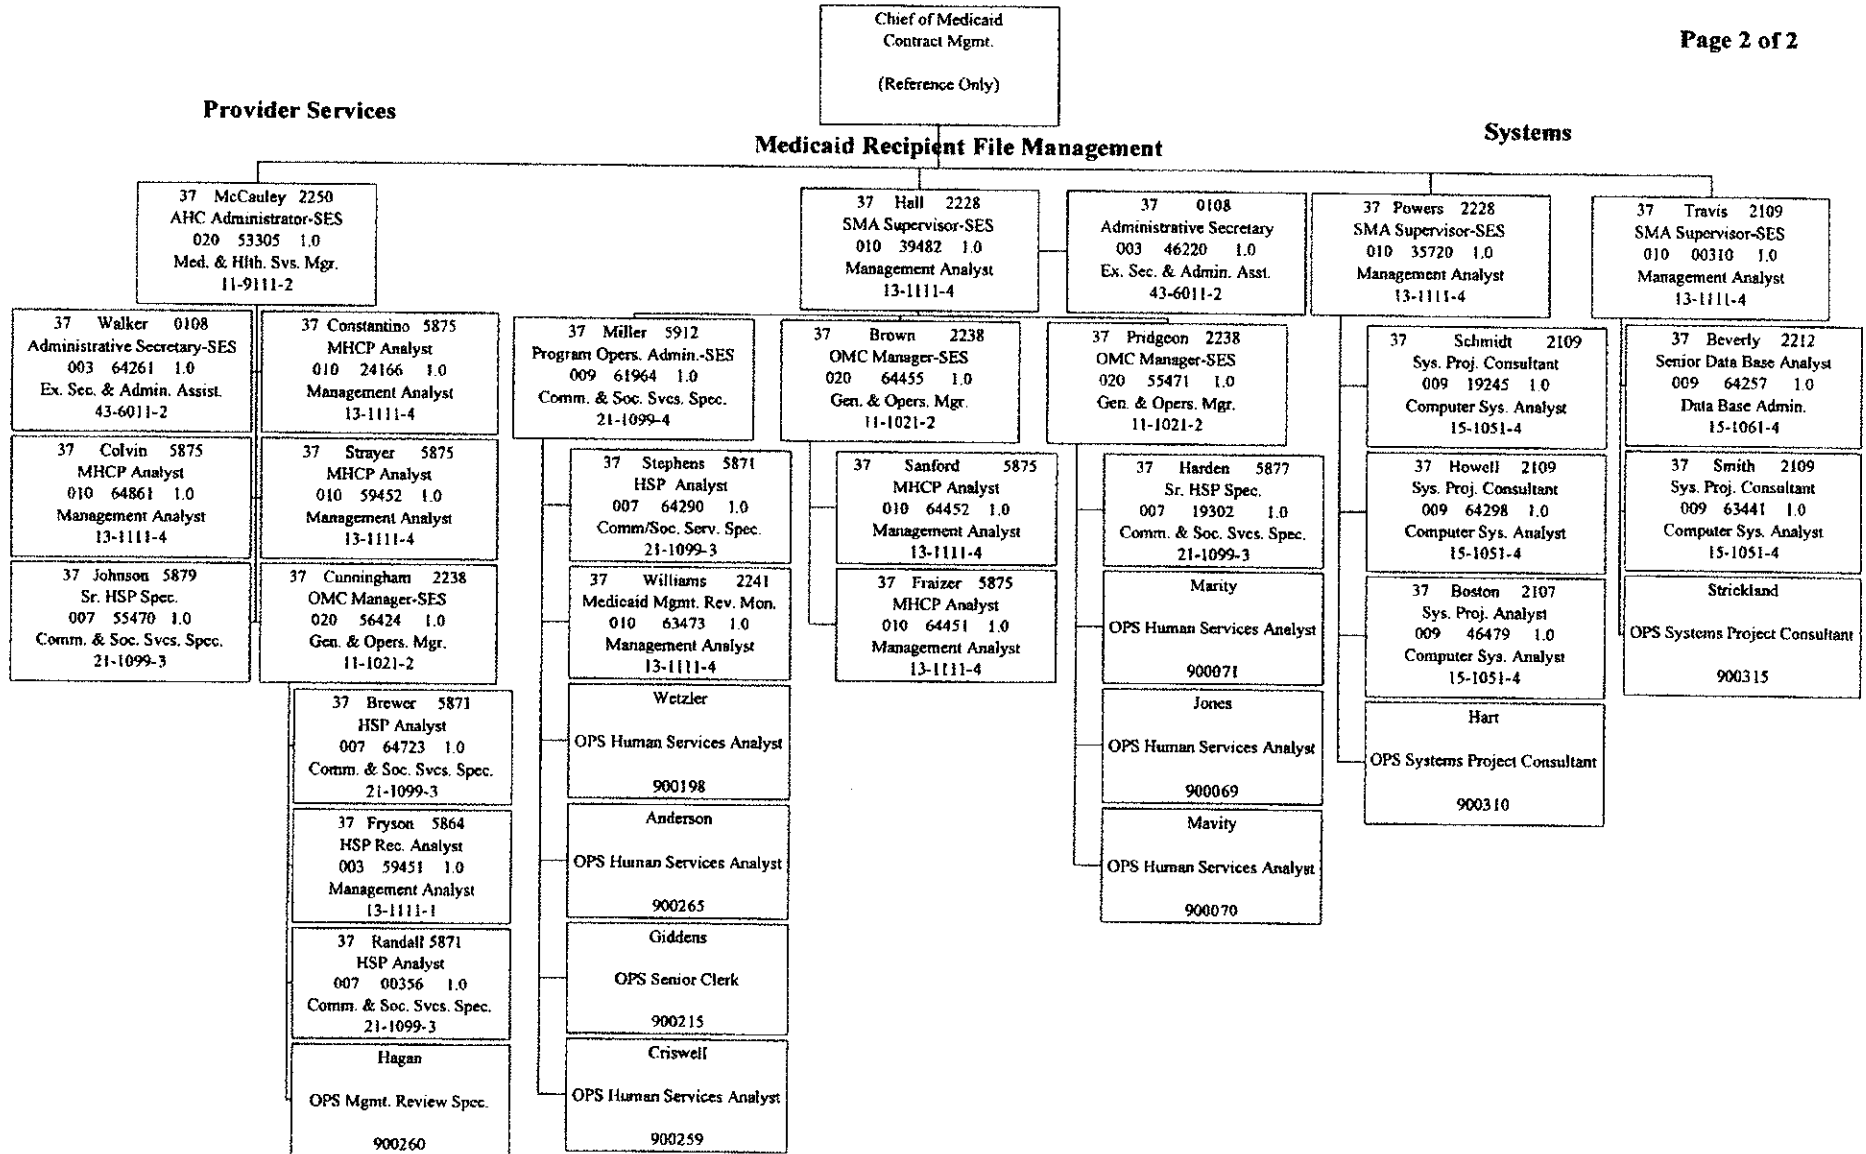 Chief of Medicaid
Contract Mgmt.
(Reference Only)
Page 2 of 2
Provider Services
Medicaid Recipient File Management
Systems
37 McCauley 2250
AHC Administrator-SES
020 53305 1.0
Med. & Hlth. Svs. Mgr.
11-9111-2
37 Hall 2228
SMA Supervisor-SES
010 39482 1.0
Management Analyst
13-1111-4
37 0108
Administrative Secretary
003 46220 1.0
Ex. Sec. & Admin. Asst.
43-6011-2
37 Powers 2228
SMA Supervisor-SES
010 35720 1.0
Management Analyst
13-1111-4
37 Travis 2109
SMA Supervisor-SES
010 00310 1.0
Management Analyst
13-1111-4
37 Walker 0108
Administrative Secretary-SES
003 64261 1.0
Ex. Sec. & Admin. Assist.
43-6011-2
37 Constantino 5875
MHCP Analyst
010 24166 1.0
Management Analyst
13-1111-4
37 Colvin 5875
MHCP Analyst
010 64861 1.0
Management Analyst
13-1111-4
37 Strayer 5875
MHCP Analyst
010 59452 1.0
Management Analyst
13-1111-4
37 Johnson 5879
Sr. HSP Spec.
007 55470 1.0
Comm. & Soc. Svcs. Spec.
21-1099-3
37 Cunningham 2238
OMC Manager-SES
020 56424 1.0
Gen. & Opers. Mgr.
11-1021-2
37 Brewer 5871
HSP Analyst
007 64723 1.0
Comm. & Soc. Svcs. Spec.
21-1099-3
37 Fryson 5864
HSP Rec. Analyst
003 59451 1.0
Management Analyst
13-1111-1
37 Randall 5871
HSP Analyst
007 00356 1.0
Comm. & Soc. Svcs. Spec.
21-1099-3
Hagan
OPS Mgmt. Review Spec.
900260
37 Miller 5912
Program Opers. Admin.-SES
009 61964 1.0
Comm. & Soc. Svcs. Spec.
21-1099-4
37 Stephens 5871
HSP Analyst
007 64290 1.0
Comm/Soc. Serv. Spec.
21-1099-3
37 Williams 2241
Medicaid Mgmt. Rev. Mon.
010 63473 1.0
Management Analyst
13-1111-4
Wetzler
OPS Human Services Analyst
900198
Anderson
OPS Human Services Analyst
900265
Giddens
OPS Senior Clerk
900215
Criswell
OPS Human Services Analyst
900259
37 Brown 2238
OMC Manager-SES
020 64455 1.0
Gen. & Opers. Mgr.
11-1021-2
37 Sanford 5875
MHCP Analyst
010 64452 1.0
Management Analyst
13-1111-4
37 Fraizer 5875
MHCP Analyst
010 64451 1.0
Management Analyst
13-1111-4
37 Pridgeon 2238
OMC Manager-SES
020 55471 1.0
Gen. & Opers. Mgr.
11-1021-2
37 Harden 5877
Sr. HSP Spec.
007 19302 1.0
Comm. & Soc. Svcs. Spec.
21-1099-3
Marity
OPS Human Services Analyst
900071
Jones
OPS Human Services Analyst
900069
Mavity
OPS Human Services Analyst
900070
37 Schmidt 2109
Sys. Proj. Consultant
009 19245 1.0
Computer Sys. Analyst
15-1051-4
37 Howell 2109
Sys. Proj. Consultant
009 64298 1.0
Computer Sys. Analyst
15-1051-4
37 Boston 2107
Sys. Proj. Analyst
009 46479 1.0
Computer Sys. Analyst
15-1051-4
Hart
OPS Systems Project Consultant
900310
37 Beverly 2212
Senior Data Base Analyst
009 64257 1.0
Data Base Admin.
15-1061-4
37 Smith 2109
Sys. Proj. Consultant
009 63441 1.0
Computer Sys. Analyst
15-1051-4
Strickland
OPS Systems Project Consultant
900315